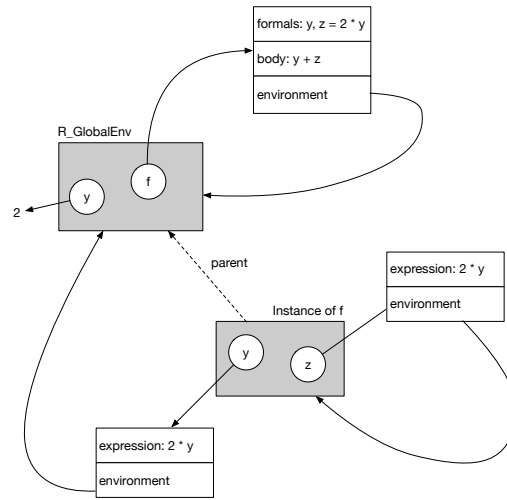 formals: y, z = 2 * y
body: y + z
environment
R_GlobalEnv
f
y
2
parent
expression: 2 * y
environment
Instance of f
y
z
expression: 2 * y
environment